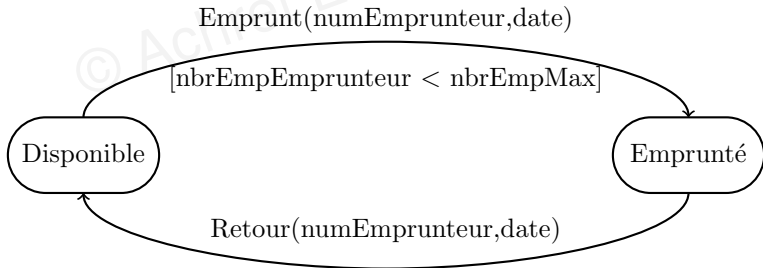 Emprunt(numEmprunteur,date)
[nbrEmpEmprunteur < nbrEmpMax]
Disponible
Emprunté
Retour(numEmprunteur,date)